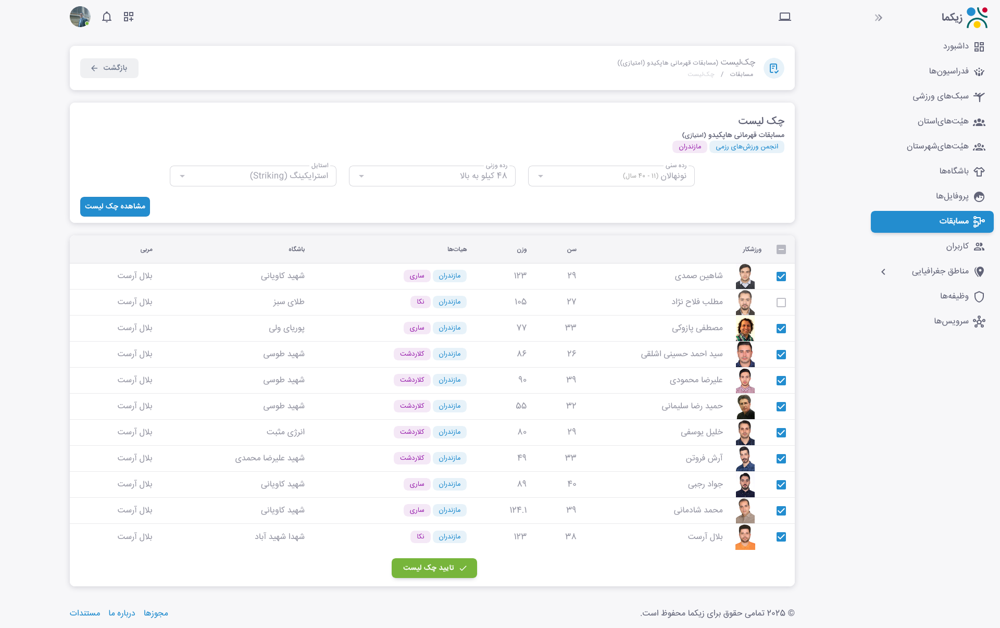 زیکما
داشبورد
فدراسیون‌ها
سبک‌های ورزشی
هیئت‌های‌استان
هیئت‌های‌شهرستان
باشگاه‌ها
پروفایل‌ها
مسابقات
کاربران
مناطق جغرافیایی
وظیفه‌ها
سرویس‌ها
چک‌لیست (مسابقات قهرمانی هاپکیدو (امتیازی))
مسابقات / چک‌لیست
بازگشت
چک لیست
مسابقات قهرمانی هاپکیدو (امتیازی)
انجمن ورزش‌های رزمی مازندران
رده سنی رده وزنی استایل
نونهالان (۱۱ - ۴۰ سال) ۴۸ کیلو به بالا استرایکینگ (Striking)
مشاهده چک لیست
ورزشکار سن وزن هیات‌ها باشگاه مربی
شاهین صمدی ۲۹ ۱۲۳ مازندران ساری شهید کاویانی بلال آرست
مطلب فلاح نژاد ۲۷ ۱۰۵ مازندران نکا طلای سبز بلال آرست
مصطفی پازوکی ۳۳ ۷۷ مازندران ساری پوریای ولی بلال آرست
سید احمد حسینی اشلقی ۲۶ ۸۶ مازندران کلاردشت شهید طوسی بلال آرست
علیرضا محمودی ۳۹ ۹۰ مازندران کلاردشت شهید طوسی بلال آرست
حمید رضا سلیمانی ۳۲ ۵۵ مازندران کلاردشت شهید طوسی بلال آرست
خلیل یوسفی ۲۹ ۸۰ مازندران کلاردشت انرژی مثبت بلال آرست
آرش فروتن ۳۳ ۴۹ مازندران کلاردشت شهید علیرضا محمدی بلال آرست
جواد رجبی ۴۰ ۸۹ مازندران ساری شهید کاویانی بلال آرست
محمد شادمانی ۳۹ ۱۲۴.۱ مازندران ساری شهید کاویانی بلال آرست
بلال آرست ۳۸ ۱۲۳ مازندران نکا شهدا شهید آباد بلال آرست
تایید چک لیست
© ۲۰۲۵ تمامی حقوق برای زیکما محفوظ است.
مجوزها درباره ما مستندات